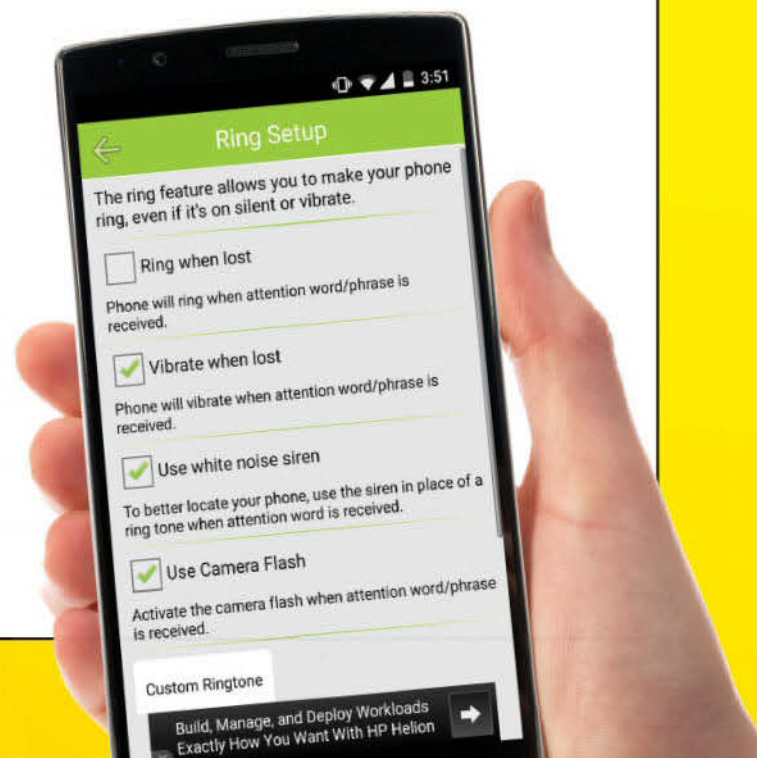 3:51
Ring Setup
The ring feature allows you to make your phone
ring, even if it's on silent or vibrate.
Ring when lost
Phone will ring when attention word/phrase is
received.
Vibrate when lost
Phone will vibrate when attention word/phrase is
received.
Use white noise siren
To better locate your phone, use the siren in place of a
ring tone when attention word is received.
Use Camera Flash
Activate the camera flash when attention word/phrase
is received.
Custom Ringtone
Build, Manage, and Deploy Workloads
Exactly How You Want With HP Helion